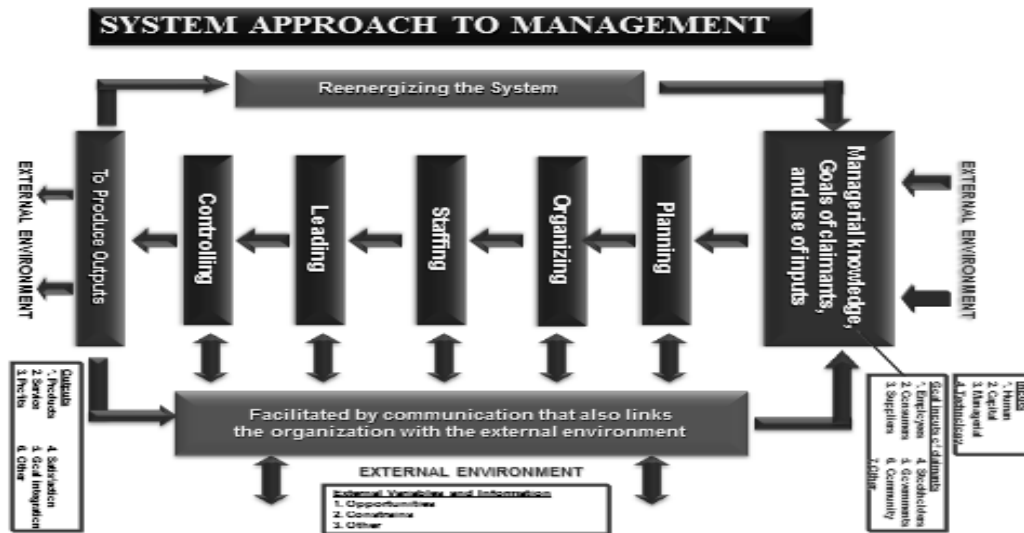 SYSTEM APPROACH TO MANAGEMENT
Reenergizing the System
EXTERNAL ENVIRONMENT
Managerial knowledge,
Goals of claimants,
and use of inputs
Planning
Organizing
Staffing
Leading
Controlling
To Produce Outputs
EXTERNAL ENVIRONMENT
Facilitated by communication that also links
the organization with the external environment
EXTERNAL ENVIRONMENT
External Variables and Information
1. Opportunities
2. Constrains
3. Other
Inputs
1. Human
2. Capital
3. Managerial
4. Technology
Goal inputs of claimants
1. Employees 4. Stockholders
2. Consumers 5. Governments
3. Suppliers 6. Community
7. Other
Outputs
1. Products 4. Satisfaction
2. Service 5. Goal integration
3. Profits 6. Other